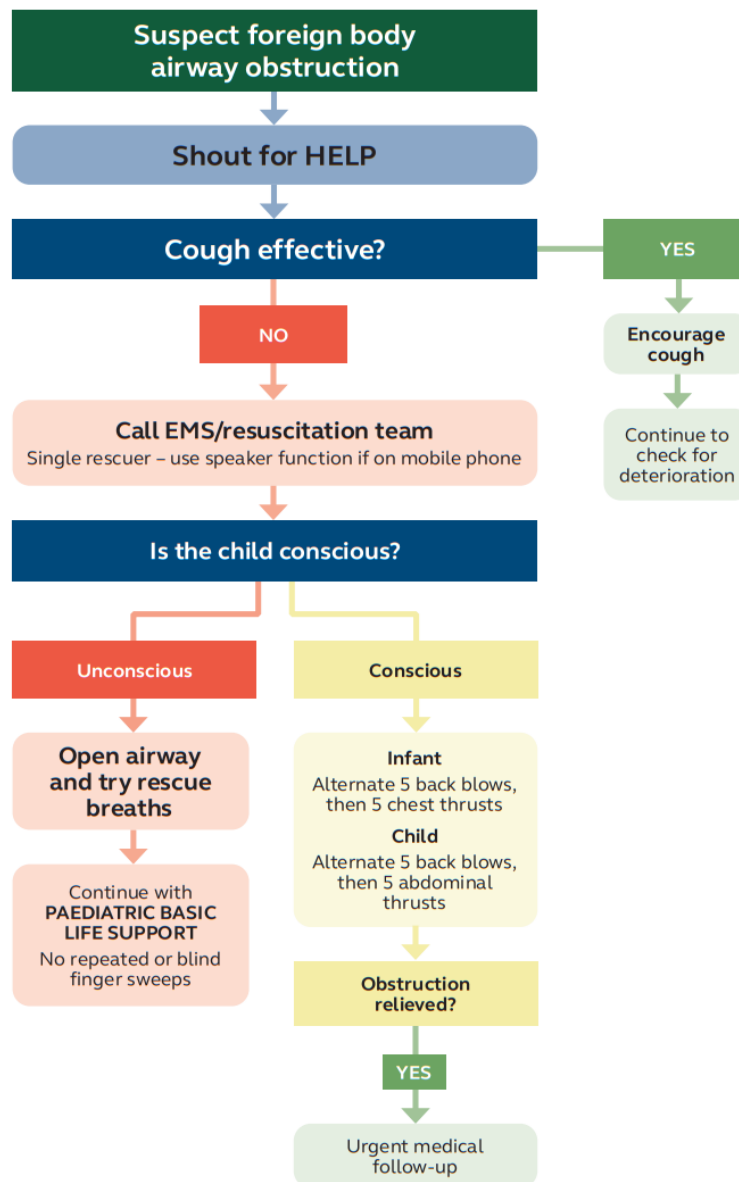 Suspect foreign body
airway obstruction
Shout for HELP
Cough effective?
YES
Encourage
cough
Continue to
check for
deterioration
NO
Call EMS/resuscitation team
Single rescuer – use speaker function if on mobile phone
Is the child conscious?
Unconscious
Open airway
and try rescue
breaths
Continue with
PAEDIATRIC BASIC
LIFE SUPPORT
No repeated or blind
finger sweeps
Conscious
Infant
Alternate 5 back blows,
then 5 chest thrusts
Child
Alternate 5 back blows,
then 5 abdominal
thrusts
Obstruction
relieved?
YES
Urgent medical
follow-up